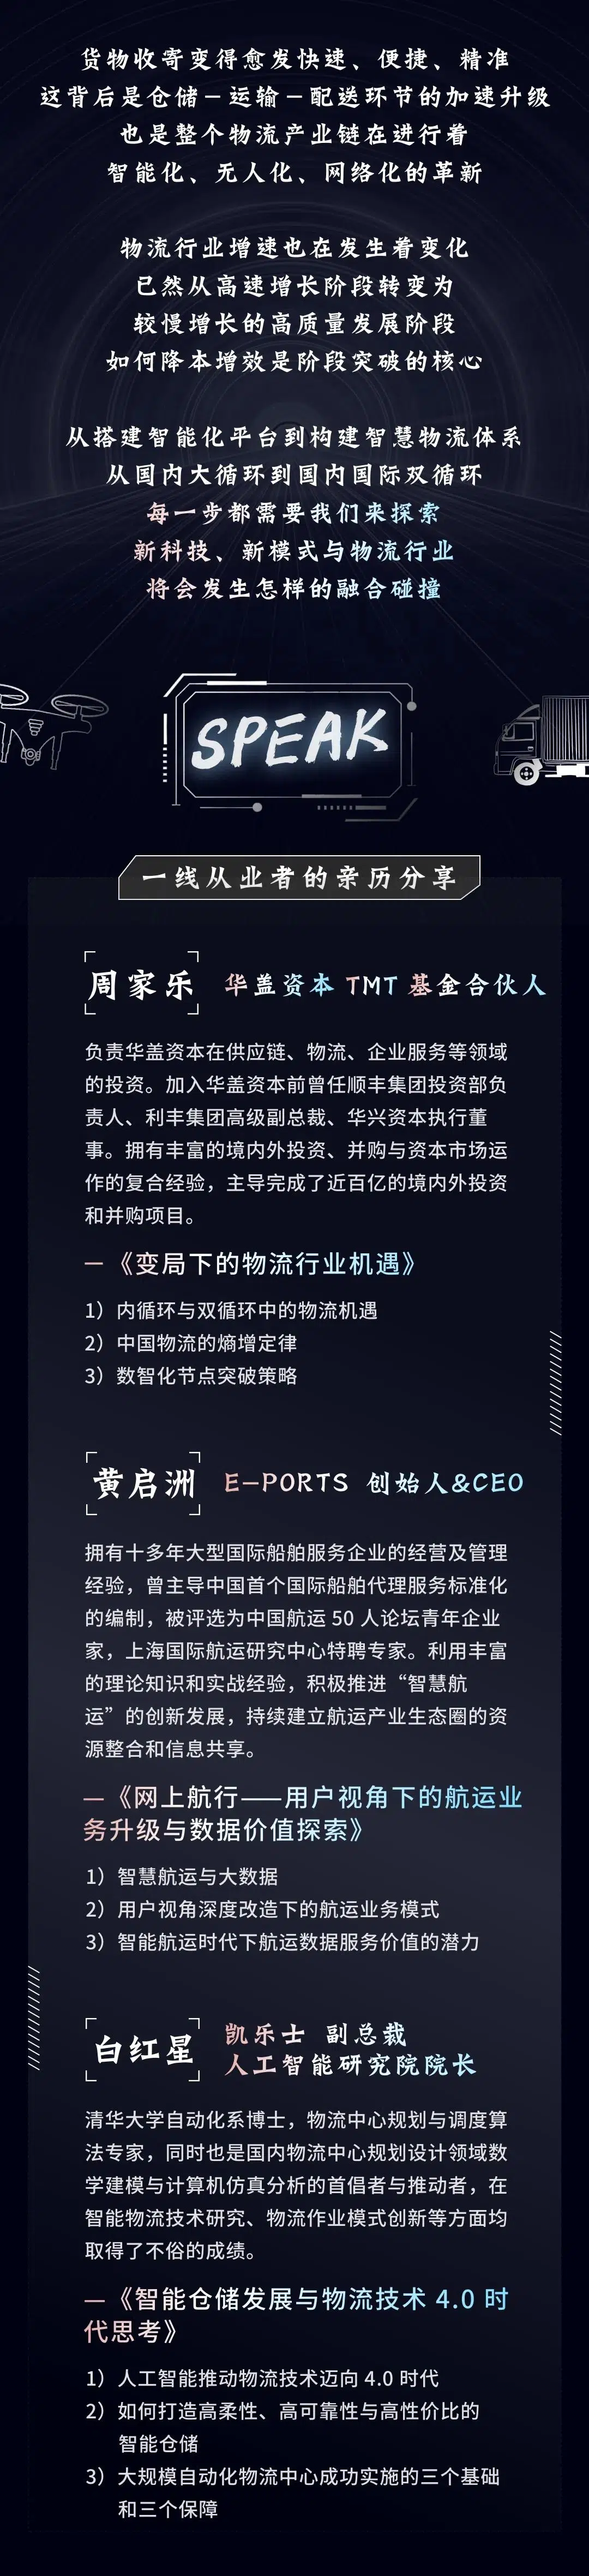 货物收寄变得愈发快速、便捷、精准
这背后是仓储－运输－配送环节的加速升级
也是整个物流产业链在进行着
智能化、无人化、网络化的革新
物流行业增速也在发生着变化
已然从高速增长阶段转变为
较慢增长的高质量发展阶段
如何降本增效是阶段突破的核心
从搭建智能化平台到构建智慧物流体系
从国内大循环到国内国际双循环
每一步都需要我们来探索
新科技、新模式与物流行业
将会发生怎样的融合碰撞
SPEAK
一线从业者的亲历分享
周家乐 华盖资本 TMT 基金合伙人
负责华盖资本在供应链、物流、企业服务等领域
的投资。加入华盖资本前曾任顺丰集团投资部负
责人、利丰集团高级副总裁、华兴资本执行董
事。拥有丰富的境内外投资、并购与资本市场运
作的复合经验，主导完成了近百亿的境内外投资
和并购项目。
—《变局下的物流行业机遇》
1）内循环与双循环中的物流机遇
2）中国物流的熵增定律
3）数智化节点突破策略
黄启洲 E—PORTS 创始人&CEO
拥有十多年大型国际船舶服务企业的经营及管理
经验，曾主导中国首个国际船舶代理服务标准化
的编制，被评选为中国航运 50 人论坛青年企业
家，上海国际航运研究中心特聘专家。利用丰富
的理论知识和实战经验，积极推进“智慧航
运”的创新发展，持续建立航运产业生态圈的资
源整合和信息共享。
—《网上航行——用户视角下的航运业
务升级与数据价值探索》
1）智慧航运与大数据
2）用户视角深度改造下的航运业务模式
3）智能航运时代下航运数据服务价值的潜力
白红星 凯乐士 副总裁
人工智能研究院院长
清华大学自动化系博士，物流中心规划与调度算
法专家，同时也是国内物流中心规划设计领域数
学建模与计算机仿真分析的首倡者与推动者，在
智能物流技术研究、物流作业模式创新等方面均
取得了不俗的成绩。
—《智能仓储发展与物流技术 4.0 时
代思考》
1）人工智能推动物流技术迈向 4.0 时代
2）如何打造高柔性、高可靠性与高性价比的
智能仓储
3）大规模自动化物流中心成功实施的三个基础
和三个保障